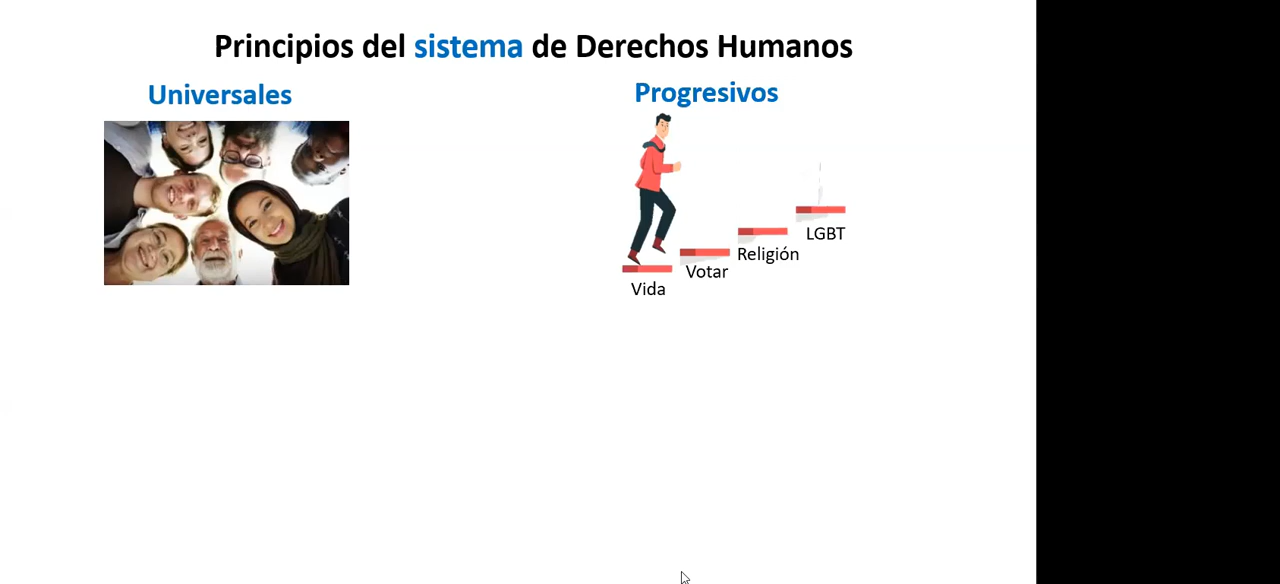 Principios del sistema de Derechos Humanos
Universales
Progresivos
Vida
Votar
Religión
LGBT